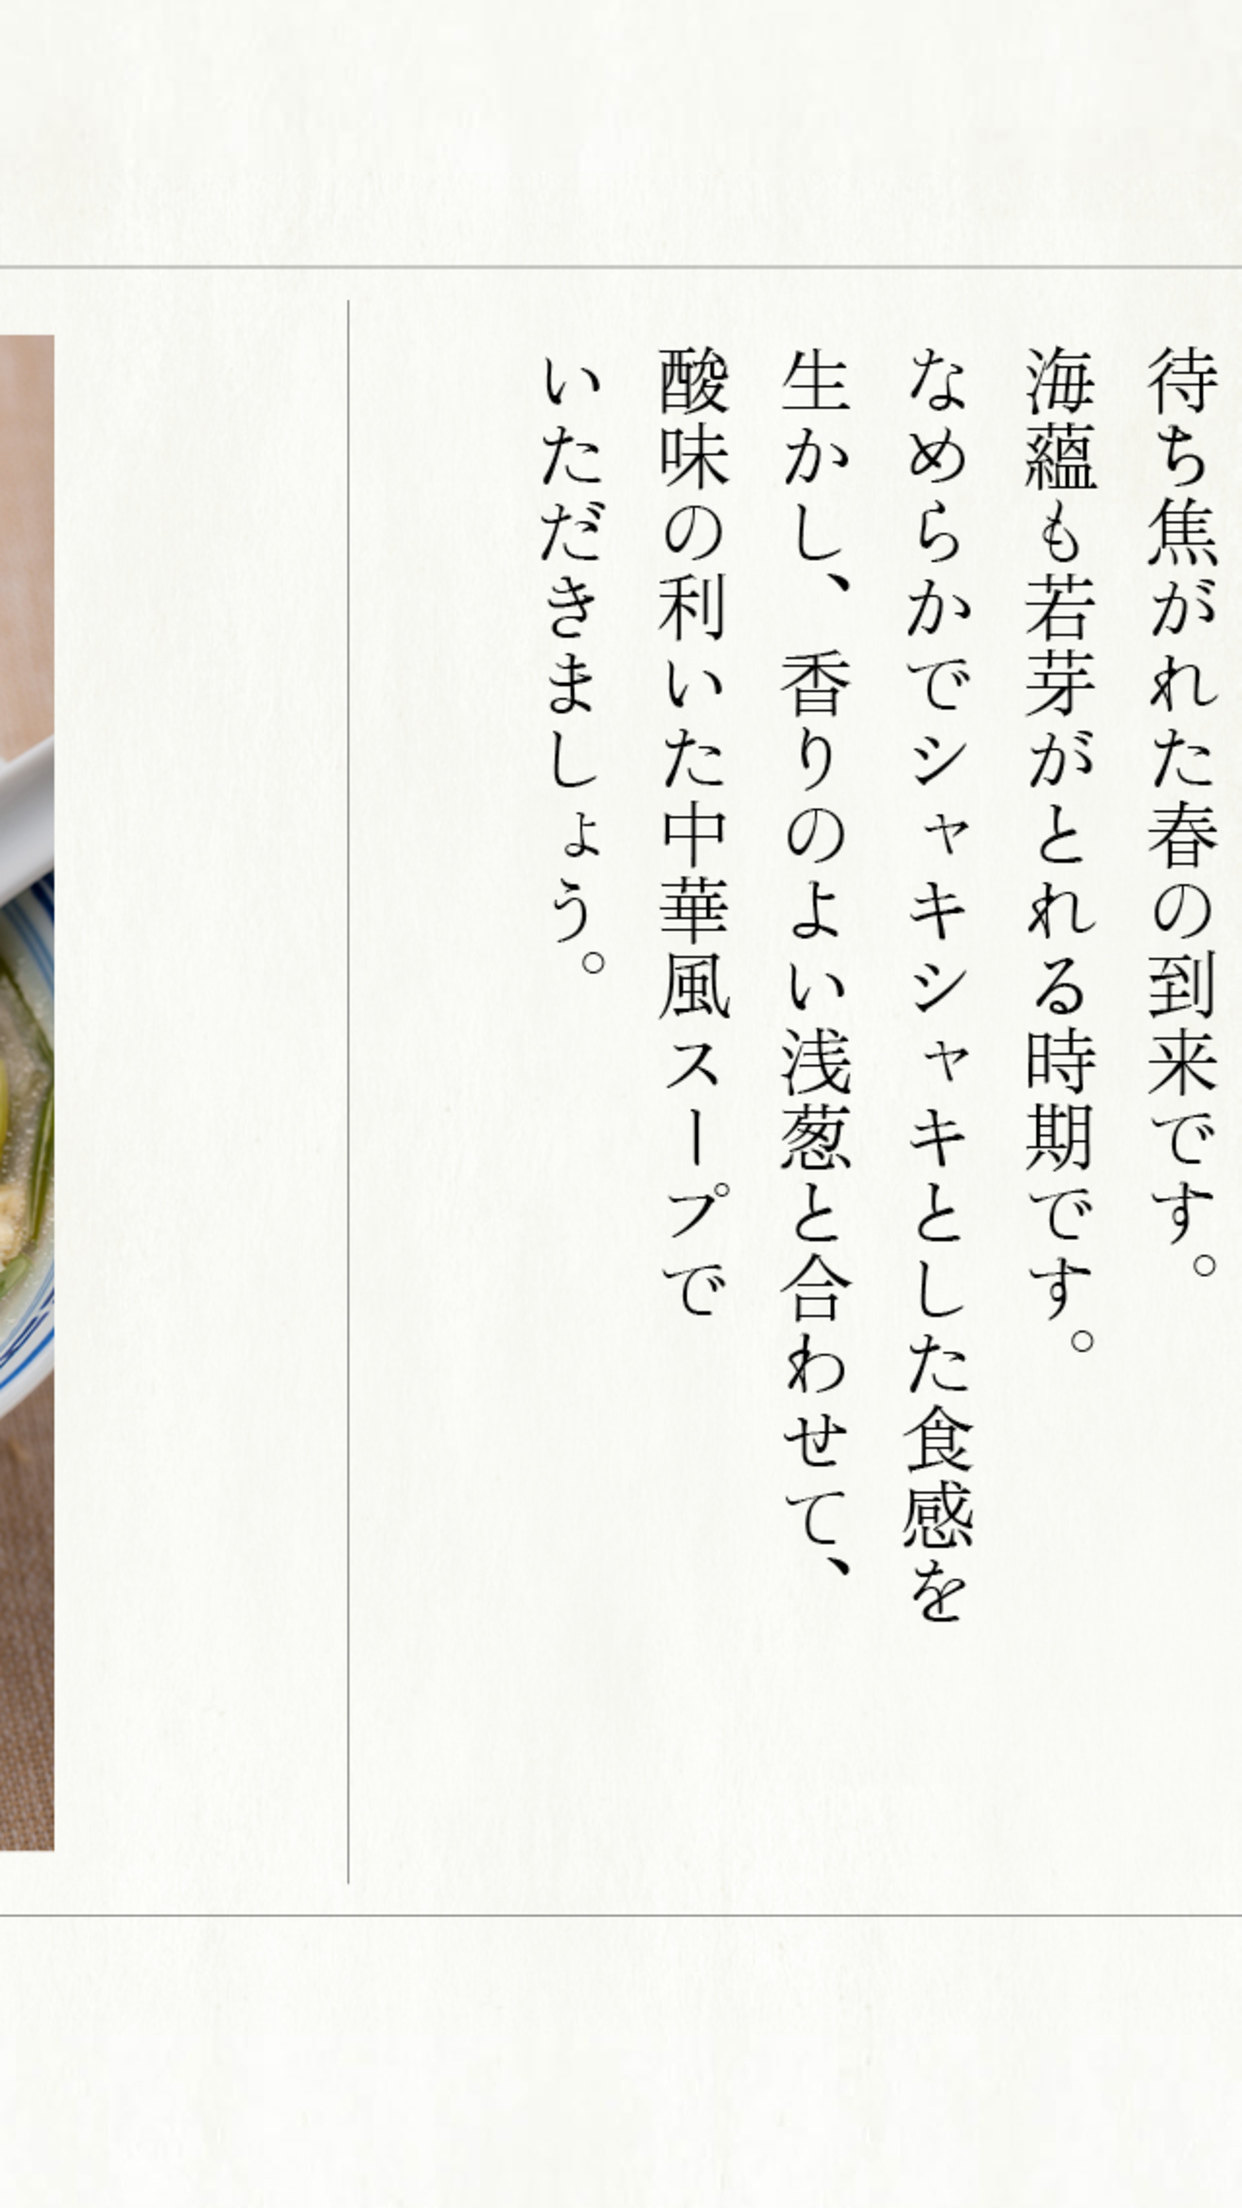 待ち焦がれた春の到来です。
海蘊も若芽がとれる時期です。
なめらかでシャキシャキとした食感を
生かし、香りのよい浅葱と合わせて、
酸味の利いた中華風スープで
いただきましょう。